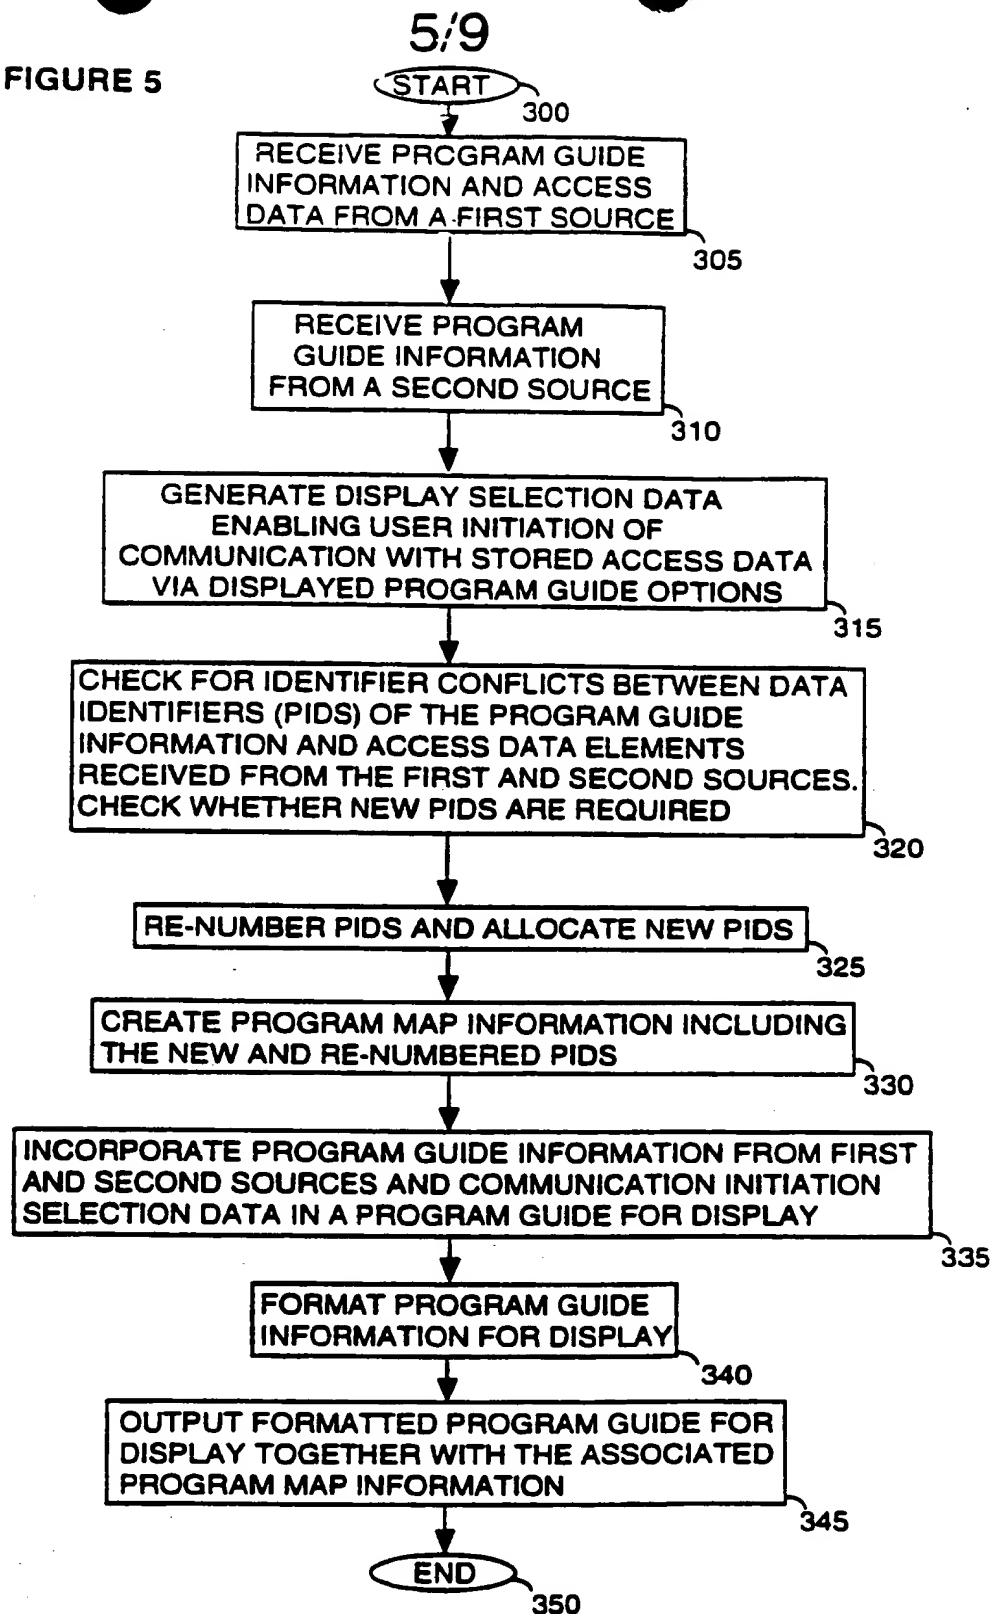 5/9
FIGURE 5
START
300
RECEIVE PROGRAM GUIDE
INFORMATION AND ACCESS
DATA FROM A FIRST SOURCE
305
RECEIVE PROGRAM
GUIDE INFORMATION
FROM A SECOND SOURCE
310
GENERATE DISPLAY SELECTION DATA
ENABLING USER INITIATION OF
COMMUNICATION WITH STORED ACCESS DATA
VIA DISPLAYED PROGRAM GUIDE OPTIONS
315
CHECK FOR IDENTIFIER CONFLICTS BETWEEN DATA
IDENTIFIERS (PIDS) OF THE PROGRAM GUIDE
INFORMATION AND ACCESS DATA ELEMENTS
RECEIVED FROM THE FIRST AND SECOND SOURCES.
CHECK WHETHER NEW PIDS ARE REQUIRED
320
RE-NUMBER PIDS AND ALLOCATE NEW PIDS
325
CREATE PROGRAM MAP INFORMATION INCLUDING
THE NEW AND RE-NUMBERED PIDS
330
INCORPORATE PROGRAM GUIDE INFORMATION FROM FIRST
AND SECOND SOURCES AND COMMUNICATION INITIATION
SELECTION DATA IN A PROGRAM GUIDE FOR DISPLAY
335
FORMAT PROGRAM GUIDE
INFORMATION FOR DISPLAY
340
OUTPUT FORMATTED PROGRAM GUIDE FOR
DISPLAY TOGETHER WITH THE ASSOCIATED
PROGRAM MAP INFORMATION
345
END
350